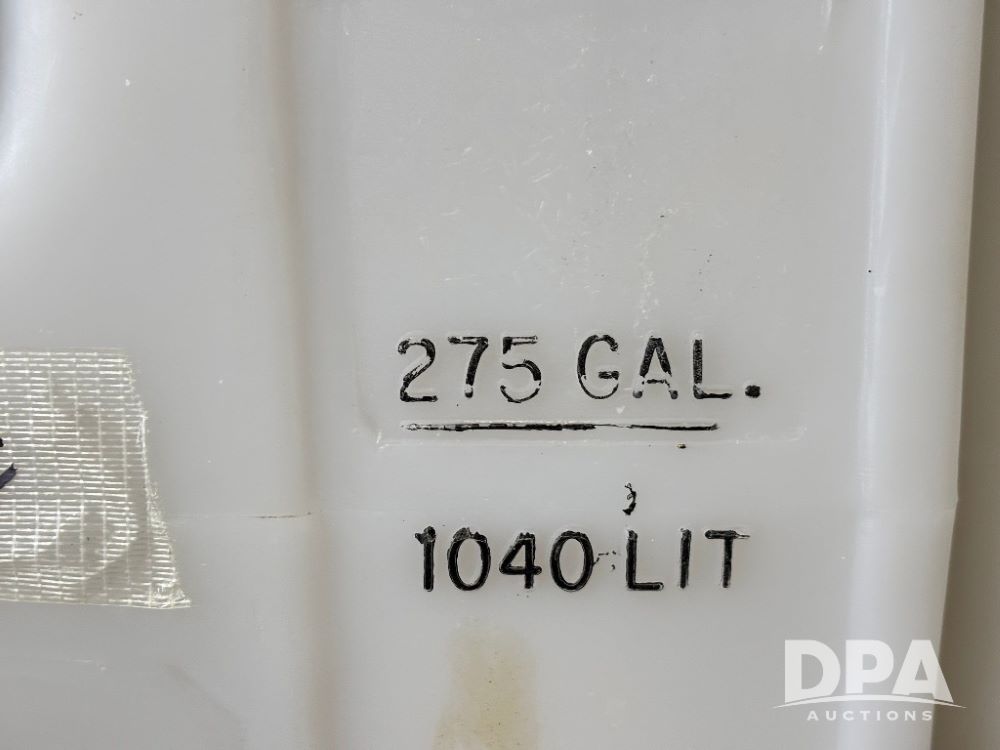 275 GAL.
1040 LIT
DPA
AUCTIONS